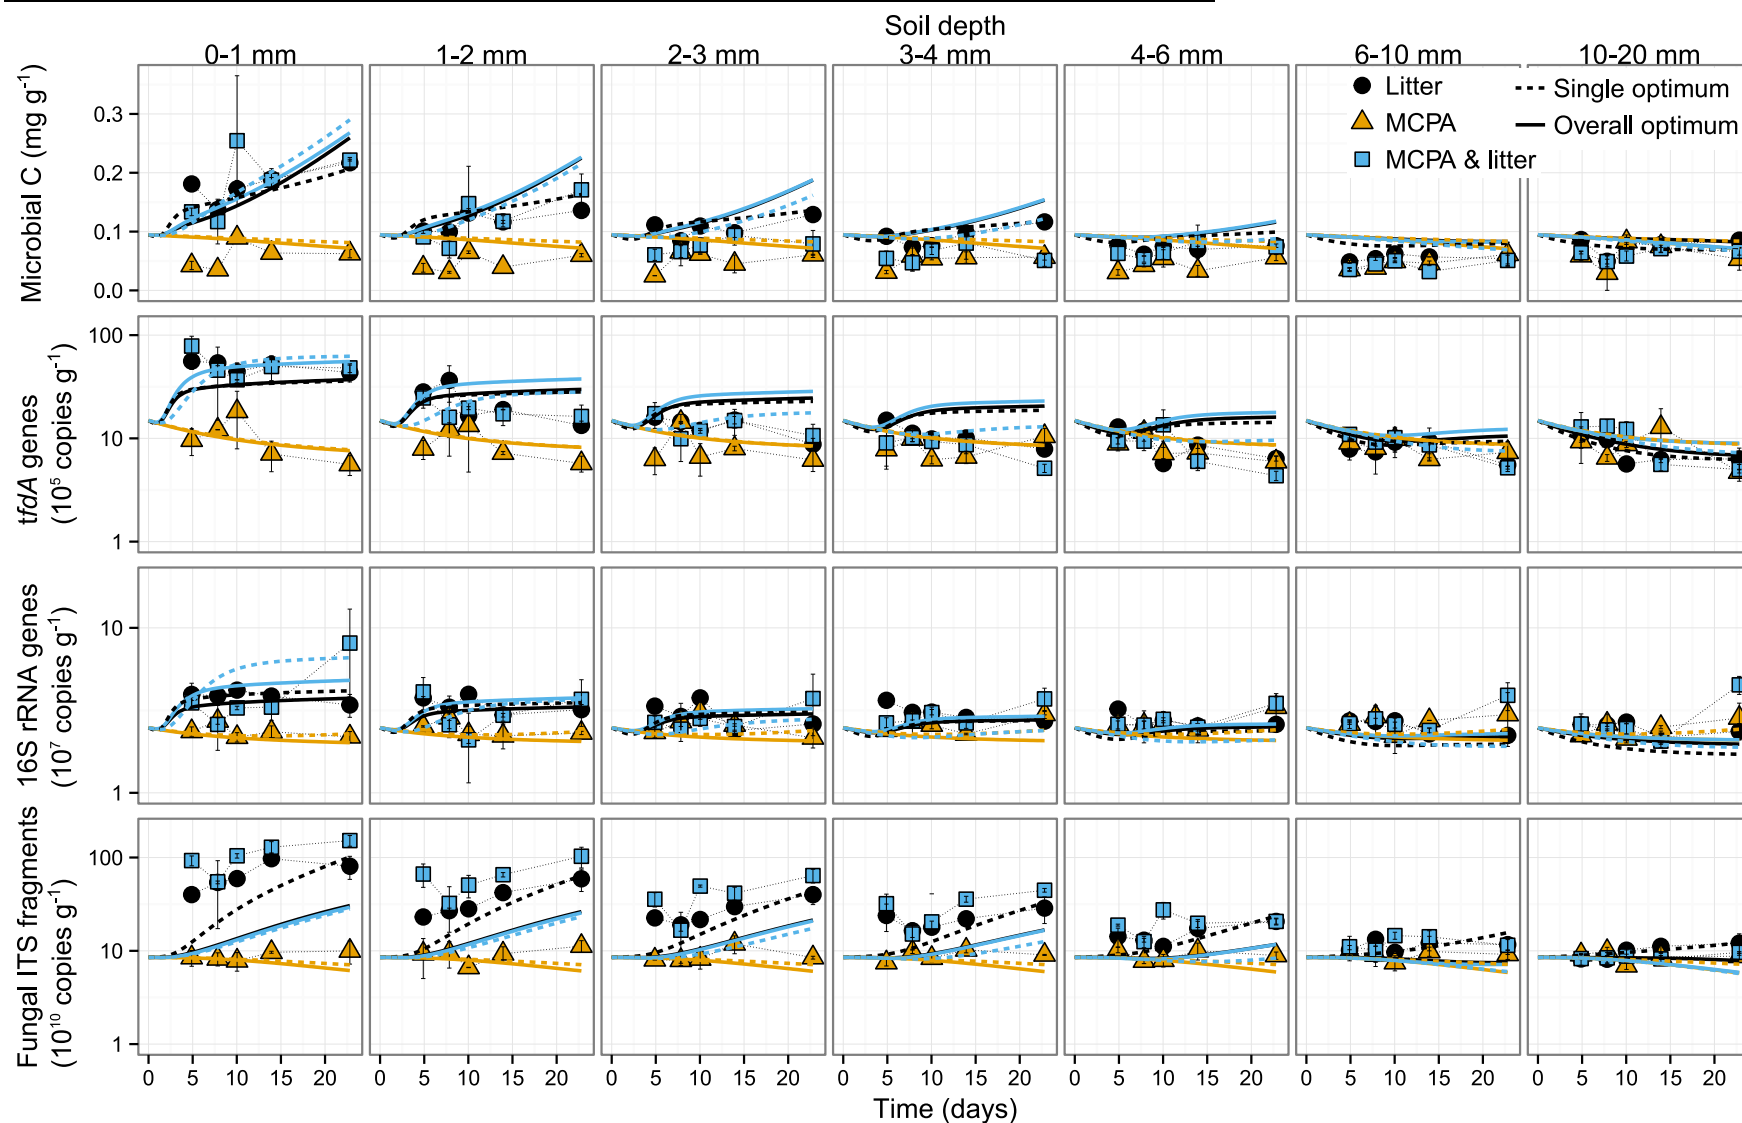 Soil depth
0-1 mm 1-2 mm 2-3 mm 3-4 mm 4-6 mm 6-10 mm 10-20 mm
Litter
MCPA
MCPA & litter
Single optimum
Overall optimum
Microbial C (mg g⁻¹)
0.3
0.2
0.1
0.0
tfdA genes
(10⁵ copies g⁻¹)
100
10
1
16S rRNA genes
(10⁷ copies g⁻¹)
10
1
Fungal ITS fragments
(10¹⁰ copies g⁻¹)
100
10
1
0 5 10 15 20 0 5 10 15 20 0 5 10 15 20 0 5 10 15 20 0 5 10 15 20 0 5 10 15 20 0 5 10 15 20
Time (days)